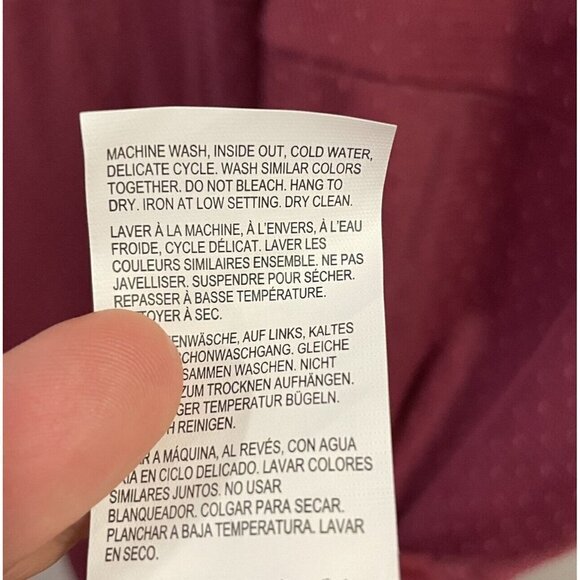 MACHINE WASH, INSIDE OUT, COLD WATER,
DELICATE CYCLE. WASH SIMILAR COLORS
TOGETHER. DO NOT BLEACH. HANG TO
DRY. IRON AT LOW SETTING. DRY CLEAN.
LAVER À LA MACHINE, À L'ENVERS, À L'EAU
FROIDE, CYCLE DÉLICAT. LAVER LES
COULEURS SIMILAIRES ENSEMBLE. NE PAS
JAVELLISER. SUSPENDRE POUR SÉCHER.
REPASSER À BASSE TEMPÉRATURE.
TOYER À SEC.
ENWÄSCHE, AUF LINKS, KALTES
CHONWASCHGANG. GLEICHE
SAMMEN WASCHEN. NICHT
ZUM TROCKNEN AUFHÄNGEN.
GER TEMPERATUR BÜGELN.
H REINIGEN.
R A MÁQUINA, AL REVÉS, CON AGUA
EN CICLO DELICADO. LAVAR COLORES
SIMILARES JUNTOS. NO USAR
BLANQUEADOR. COLGAR PARA SECAR.
PLANCHAR A BAJA TEMPERATURA. LAVAR
EN SECO.